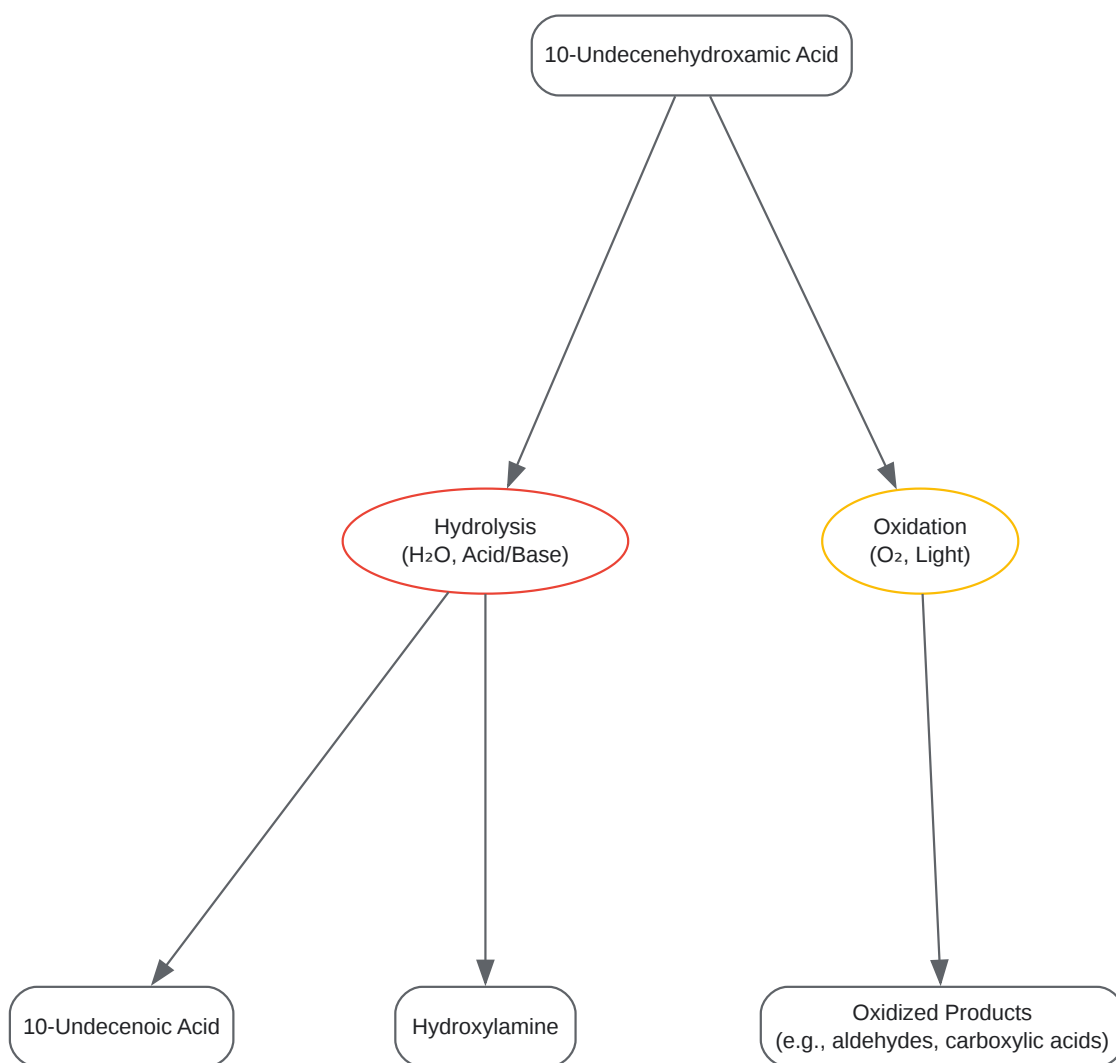 10-Undecenehydroxamic Acid
Hydrolysis
(H₂O, Acid/Base)
Oxidation
(O₂, Light)
10-Undecenoic Acid
Hydroxylamine
Oxidized Products
(e.g., aldehydes, carboxylic acids)